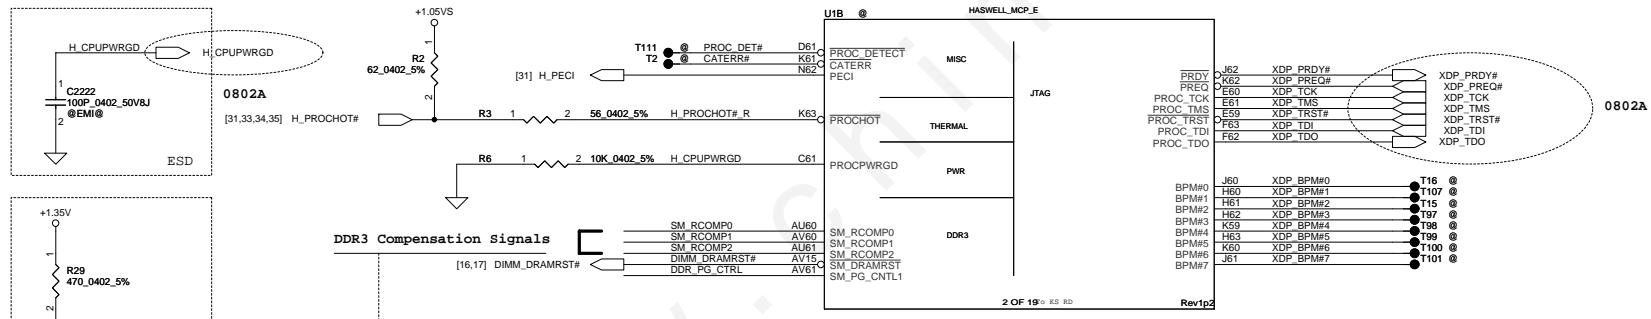 +1.05VS
U1B @ HASWELL_MCP_E
H_CPUPWRGD H_CPUPWRGD
1
C2222
100P_0402_50V8J
@EMI@
2
0802A
ESD
1
R2
62_0402_5%
2
[31,33,34,35] H_PROCHOT# R3 1 2 56_0402_5% H_PROCHOT#_R K63 PROCHOT
R6 1 2 10K_0402_5% H_CPUPWRGD C61 PROCPWRGD
T111 @ PROC_DET# D61 PROC_DETECT
T2 @ CATERR# K61 CATERR
[31] H_PECI N62 PECI
MISC
JTAG
THERMAL
PWR
DDR3
PRDY J62 XDP_PRDY# XDP_PRDY#
PREQ K62 XDP_PREQ# XDP_PREQ#
PROC_TCK E60 XDP_TCK XDP_TCK
PROC_TMS E61 XDP_TMS XDP_TMS
PROC_TRST E59 XDP_TRST# XDP_TRST#
PROC_TDI F63 XDP_TDI XDP_TDI
PROC_TDO F62 XDP_TDO XDP_TDO
0802A
BPM#0 J60 XDP_BPM#0 T16 @
BPM#1 H60 XDP_BPM#1 T107 @
BPM#2 H61 XDP_BPM#2 T15 @
BPM#3 H62 XDP_BPM#3 T97 @
BPM#4 K59 XDP_BPM#4 T98 @
BPM#5 H63 XDP_BPM#5 T99 @
BPM#6 K60 XDP_BPM#6 T100 @
BPM#7 J61 XDP_BPM#7 T101 @
+1.35V
1
R29
470_0402_5%
2
DDR3 Compensation Signals
SM_RCOMP0 AU60 SM_RCOMP0
SM_RCOMP1 AV60 SM_RCOMP1
SM_RCOMP2 AU61 SM_RCOMP2
[16,17] DIMM_DRAMRST# DIMM_DRAMRST# AV15 SM_DRAMRST
DDR_PG_CTRL AV61 SM_PG_CNTL1
2 OF 19 To KS RD Rev1p2